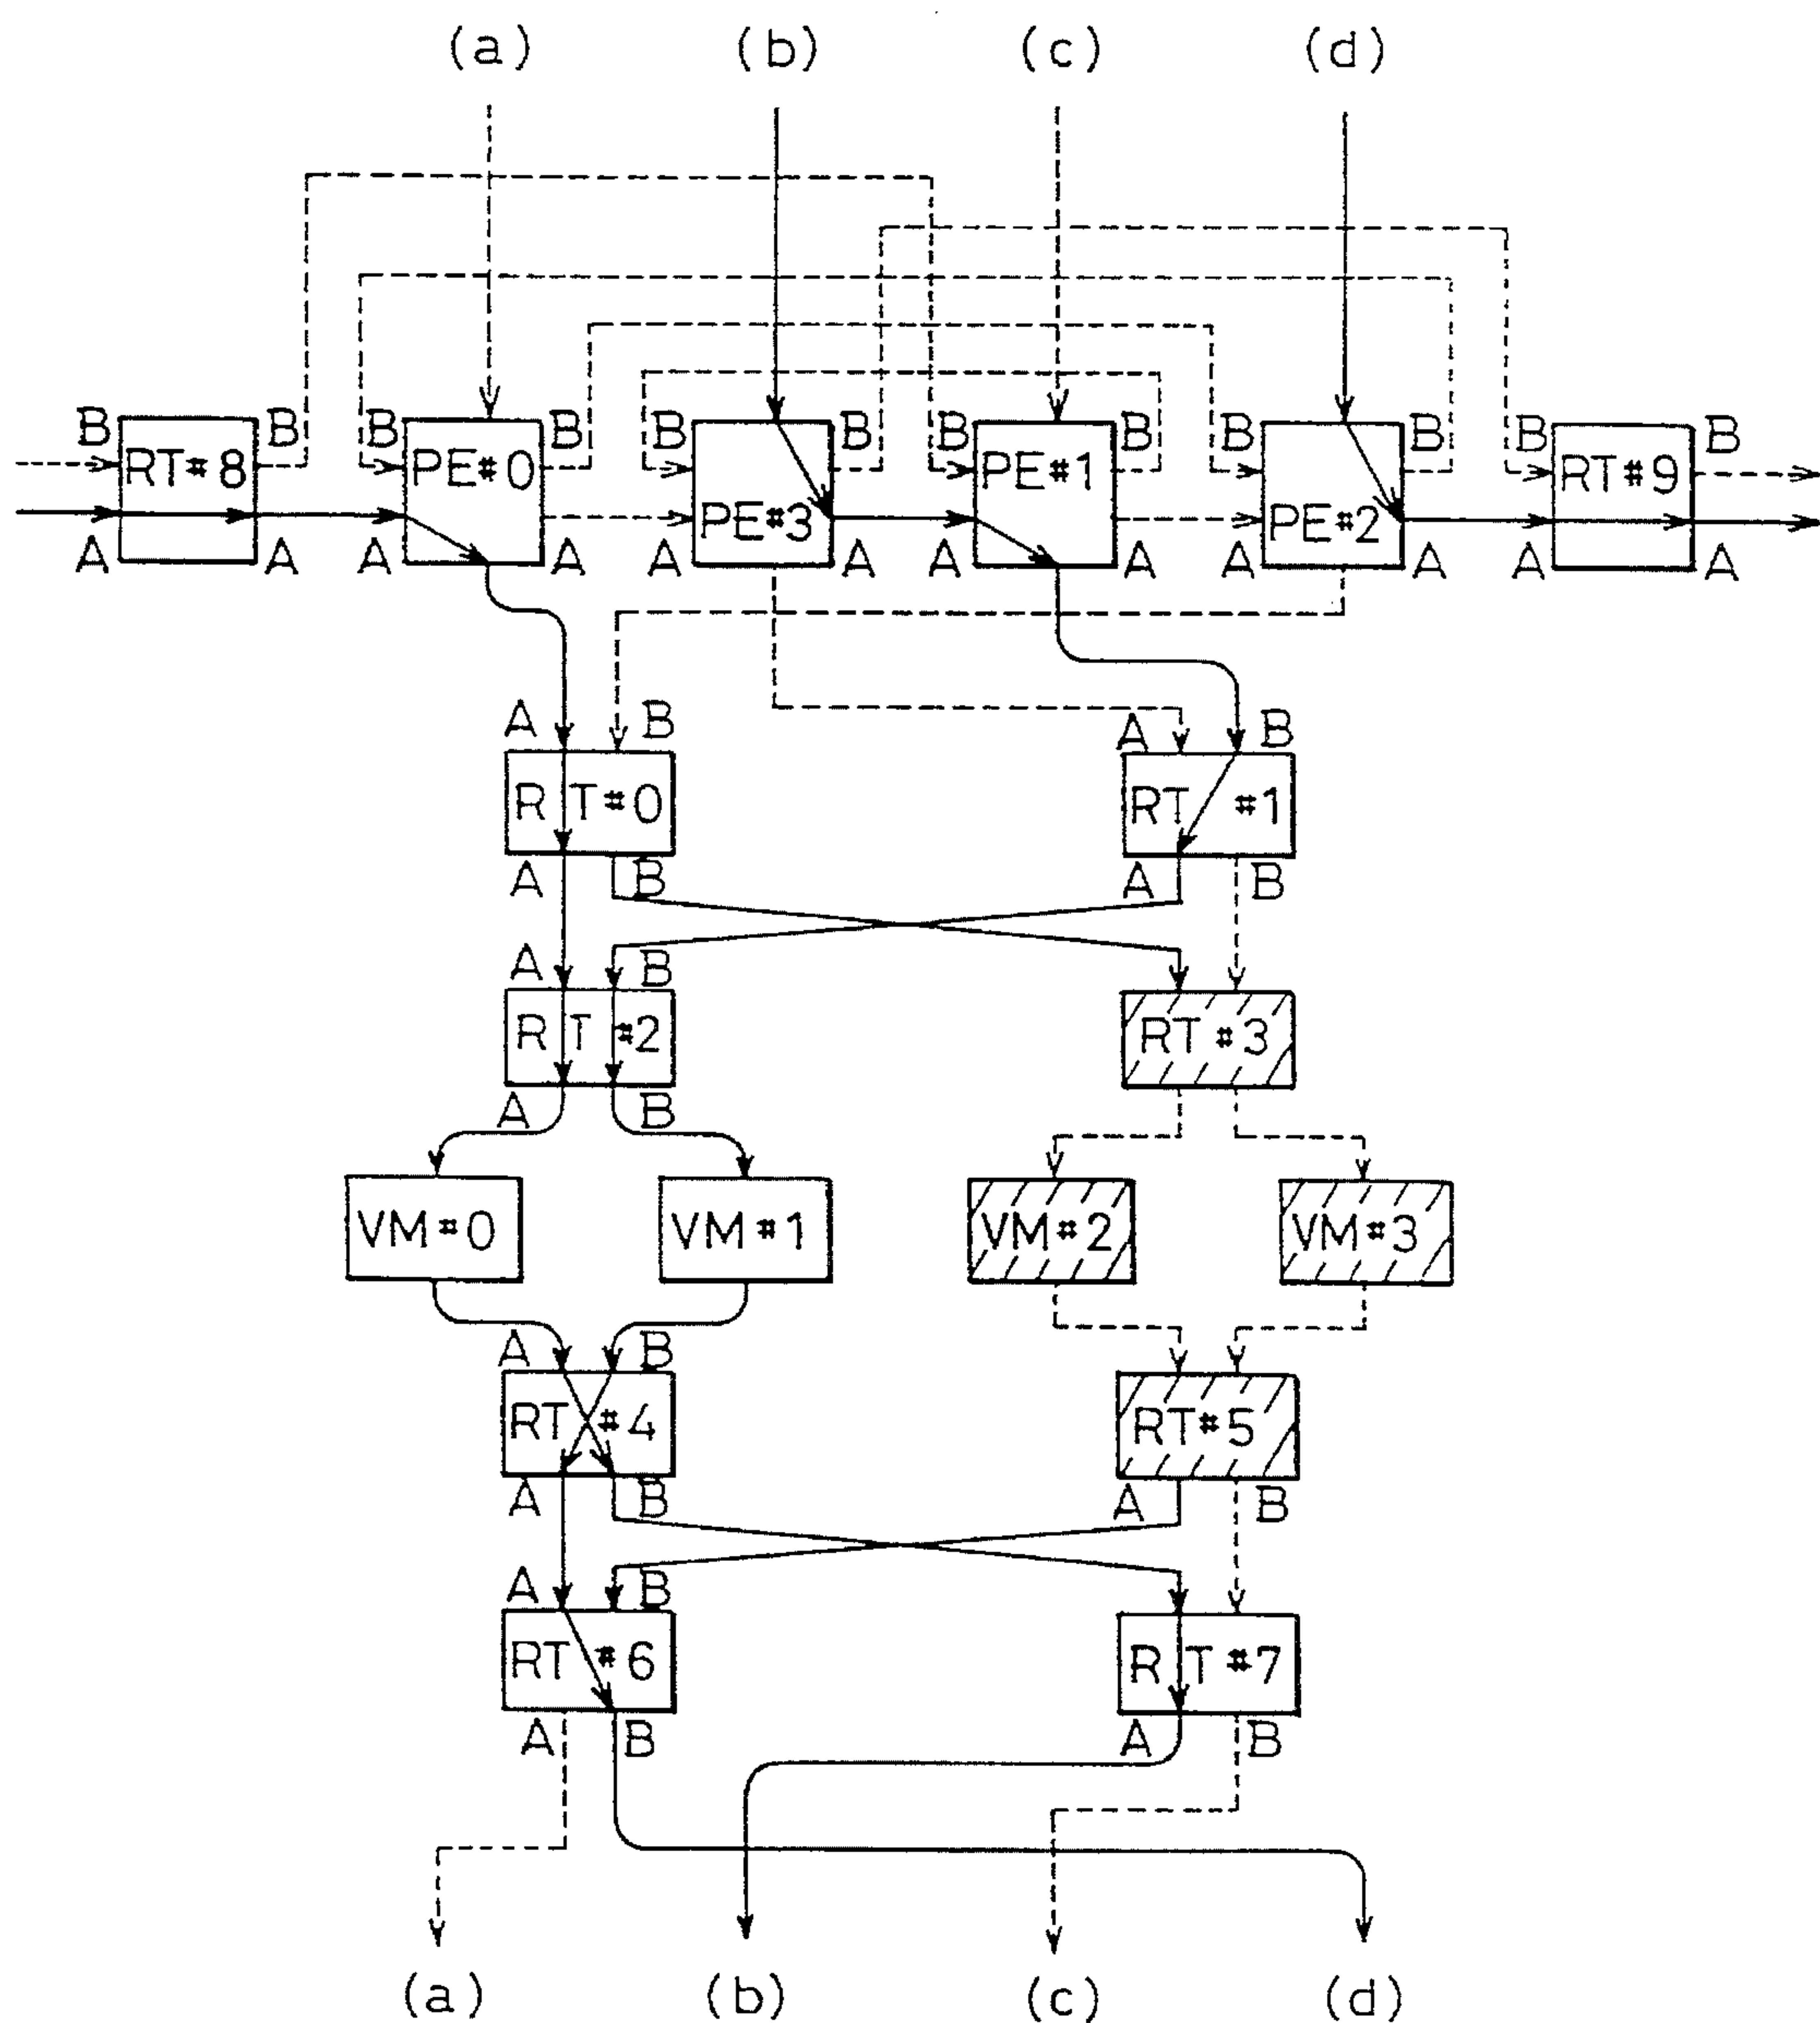 (a) (b) (c) (d)
B B B B B B B B B B B B
RT#8 PE#0 PE#3 PE#1 PE#2 RT#9
A A A A A A A A A A A A
A B A B
RT#0 RT #1
A B A B
A B
RT #2 RT #3
A B
VM#0 VM#1 VM#2 VM#3
A B
RT #4 RT#5
A B A B
A B
RT #6 RT#7
A B A B
(a) (b) (c) (d)